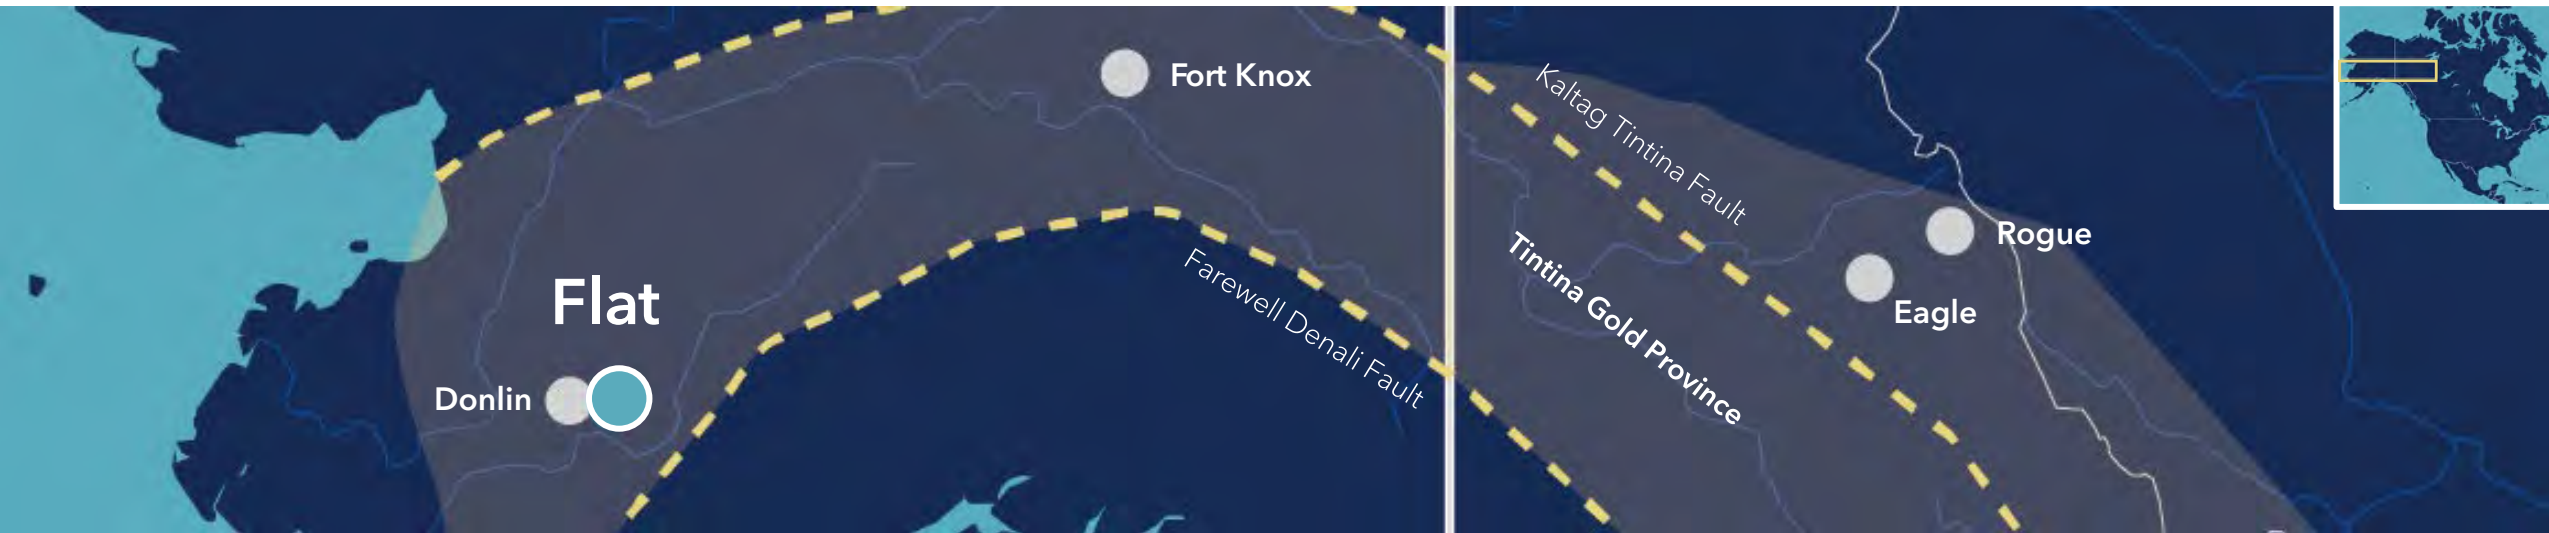 Fort Knox
Kaltag Tintina Fault
Rogue
Tintina Gold Province
Farewell Denali Fault
Eagle
Flat
Donlin